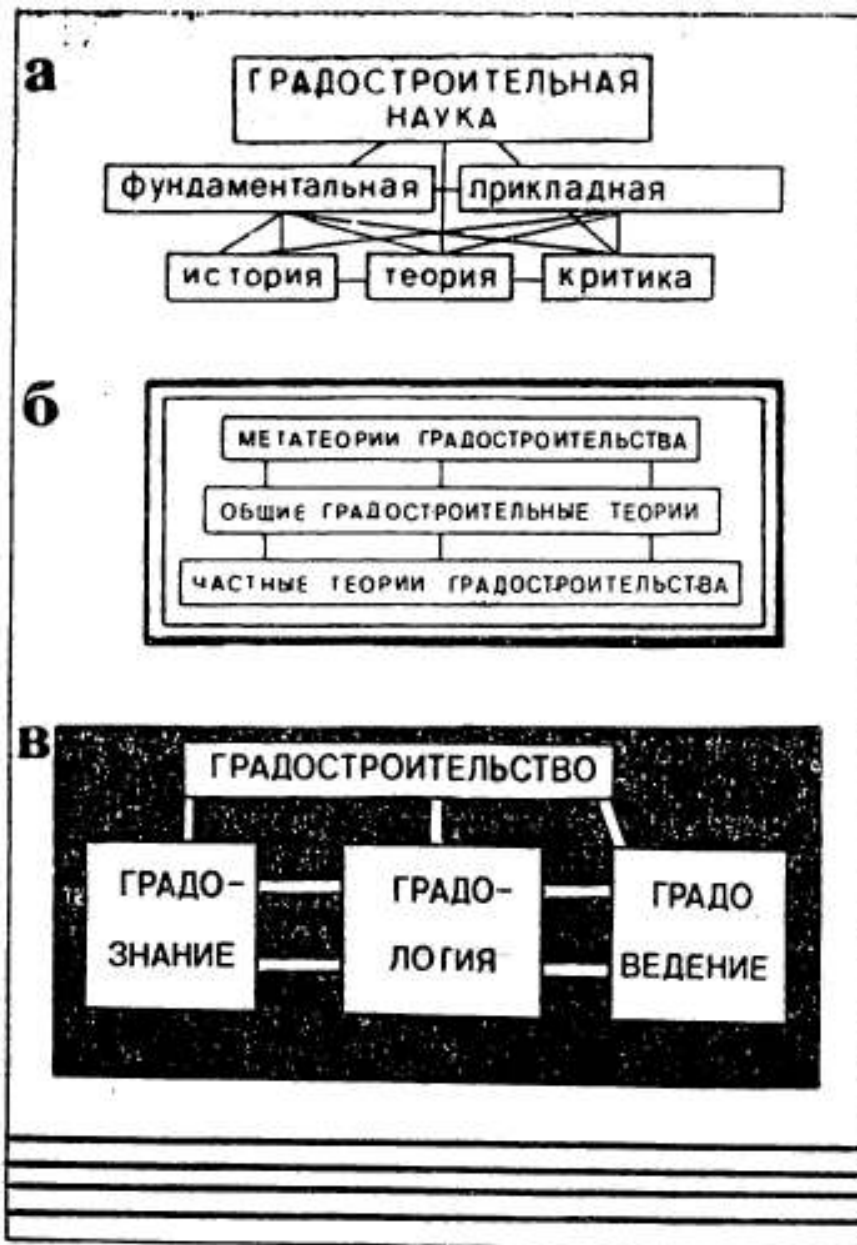 а
ГРАДОСТРОИТЕЛЬНАЯ
НАУКА
фундаментальная прикладная
история теория критика
б
МЕТАТЕОРИИ ГРАДОСТРОИТЕЛЬСТВА
ОБЩИЕ ГРАДОСТРОИТЕЛЬНЫЕ ТЕОРИИ
ЧАСТНЫЕ ТЕОРИИ ГРАДОСТРОИТЕЛЬСТВА
в
ГРАДОСТРОИТЕЛЬСТВО
ГРАДО-
ЗНАНИЕ
ГРАДО-
ЛОГИЯ
ГРАДО
ВЕДЕНИЕ